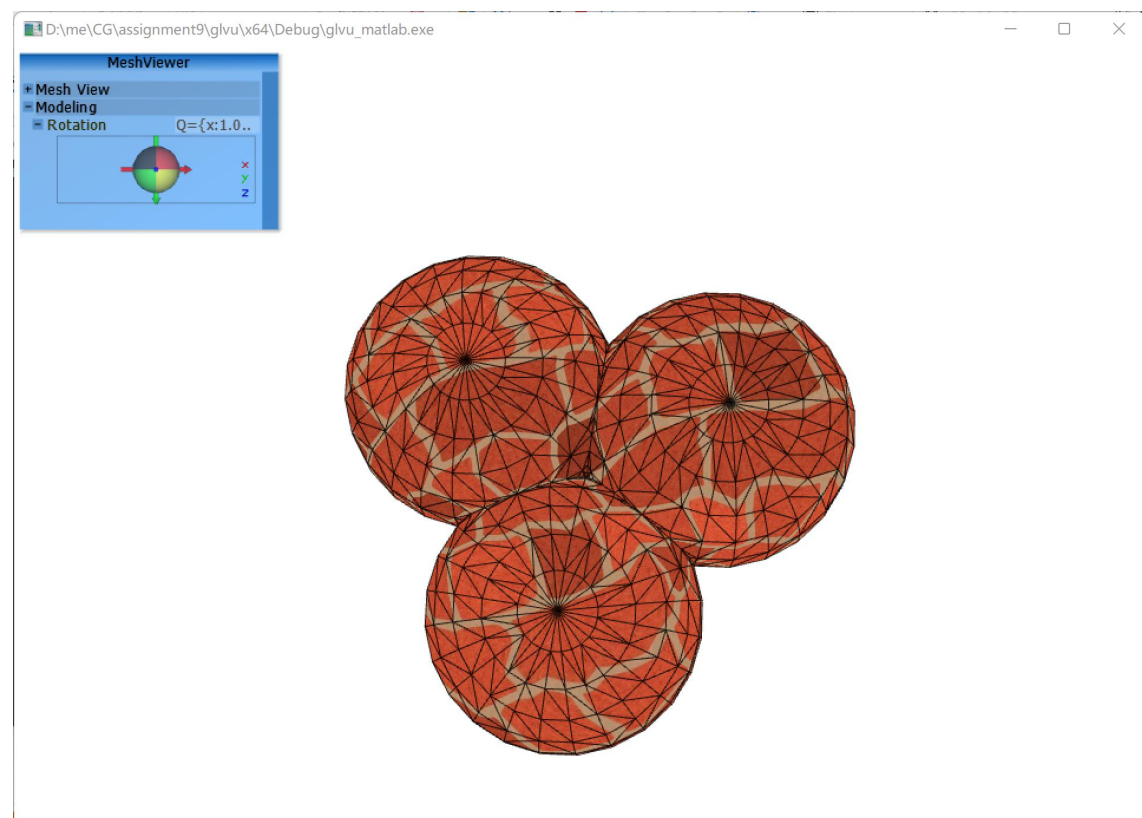 D:\me\CG\assignment9\glvu\x64\Debug\glvu_matlab.exe
MeshViewer
+ Mesh View
- Modeling
- Rotation Q={x:1.0..
x
y
z